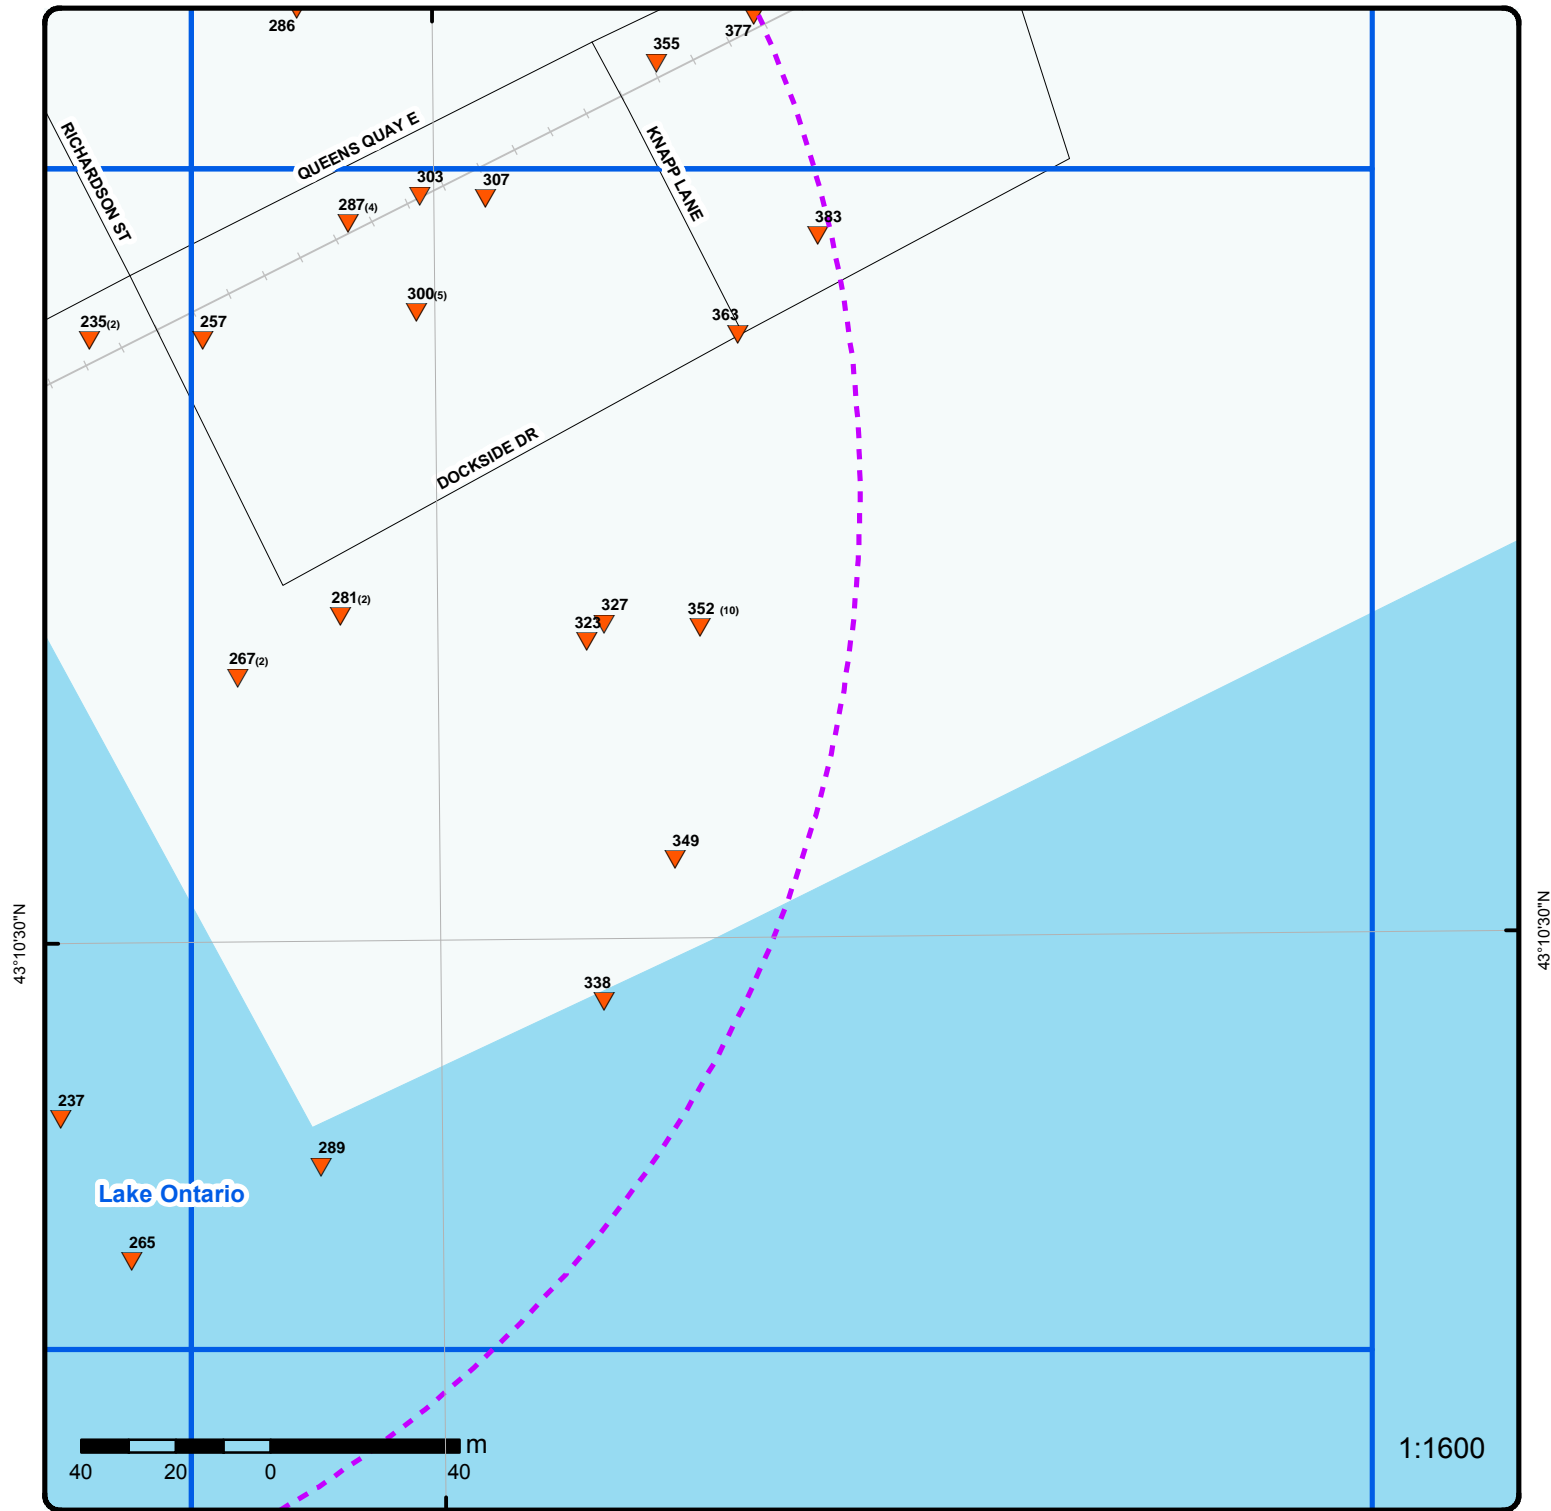 286
377
355
QUEENS QUAY E
RICHARDSON ST
KNAPP LANE
303
307
287(4)
383
300(5)
363
235(2)
257
DOCKSIDE DR
281(2)
327
323
352 (10)
267(2)
349
43°10'30"N
43°10'30"N
338
237
289
Lake Ontario
265
m
1:1600
40 20 0 40